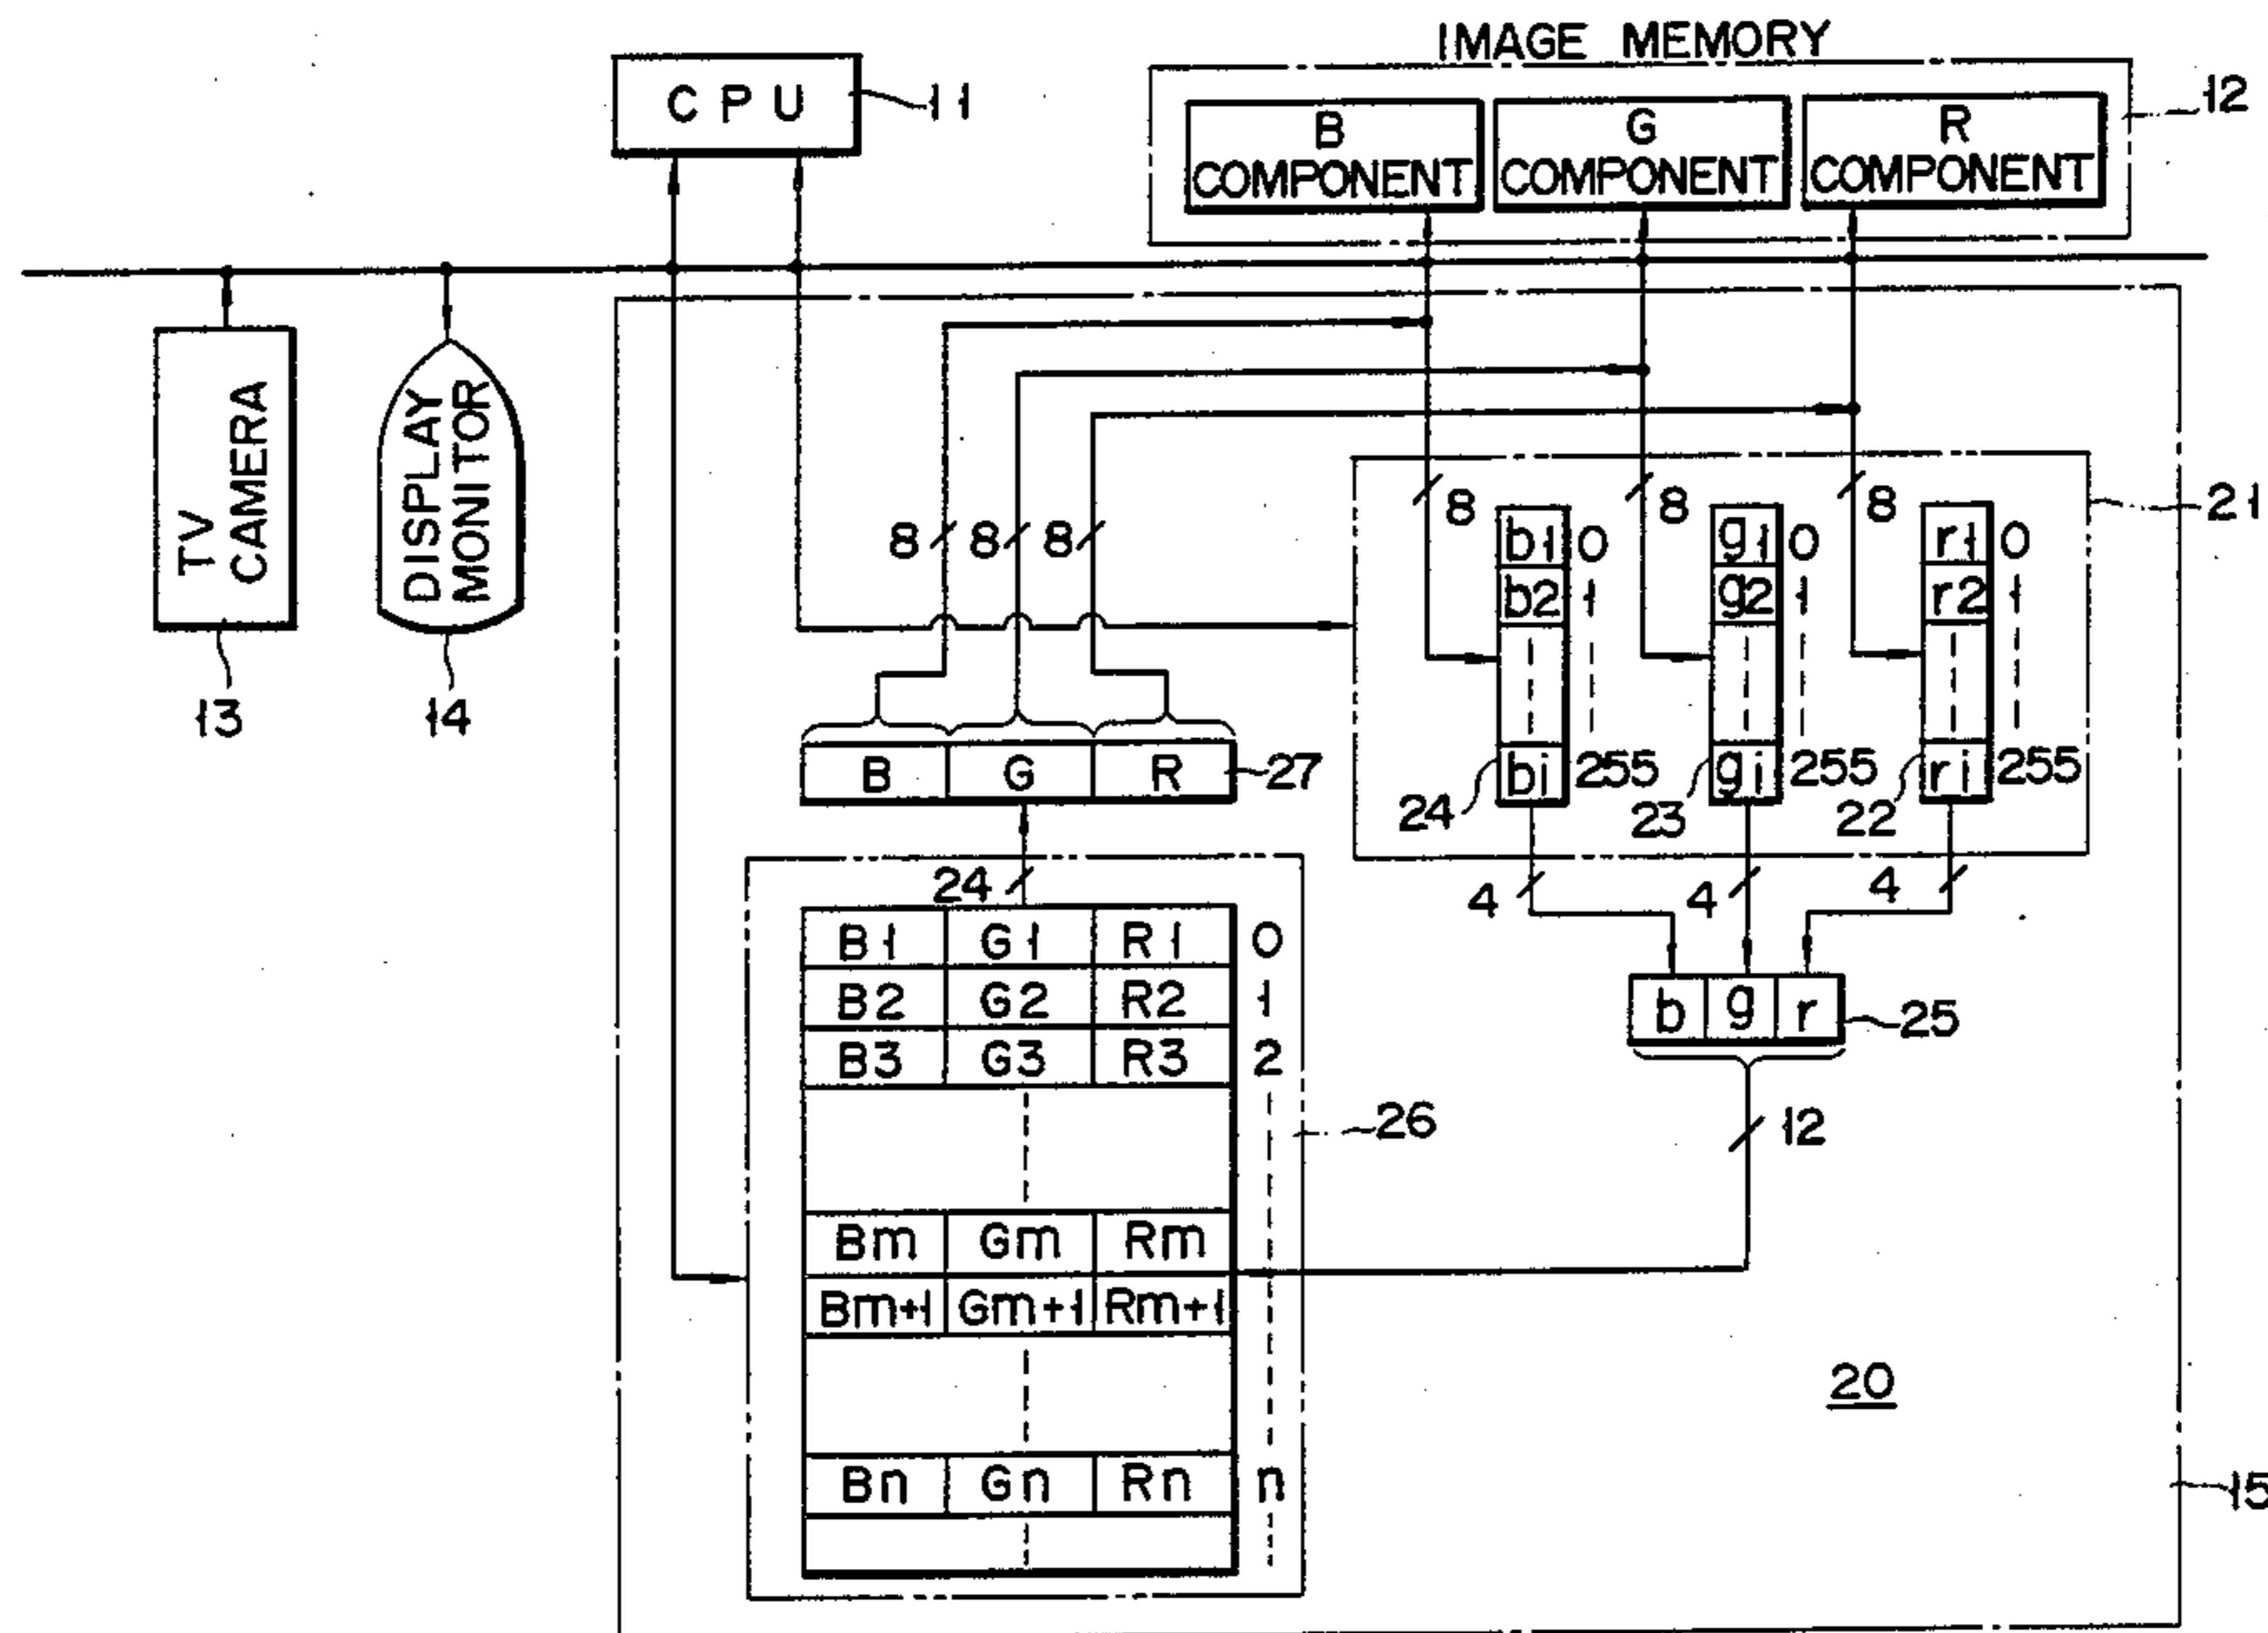 IMAGE MEMORY
CPU
11
B COMPONENT
G COMPONENT
R COMPONENT
12
TV CAMERA
13
DISPLAY MONITOR
14
8
8
8
8
8
8
21
b1 0
b2 1
bi 255
24
g1 0
g2 1
gi 255
23
r1 0
r2 1
ri 255
22
B G R
27
24
4
4
4
b g r
25
12
B1 G1 R1 0
B2 G2 R2 1
B3 G3 R3 2
26
Bm Gm Rm
Bm+1 Gm+1 Rm+1
Bn Gn Rn n
20
15